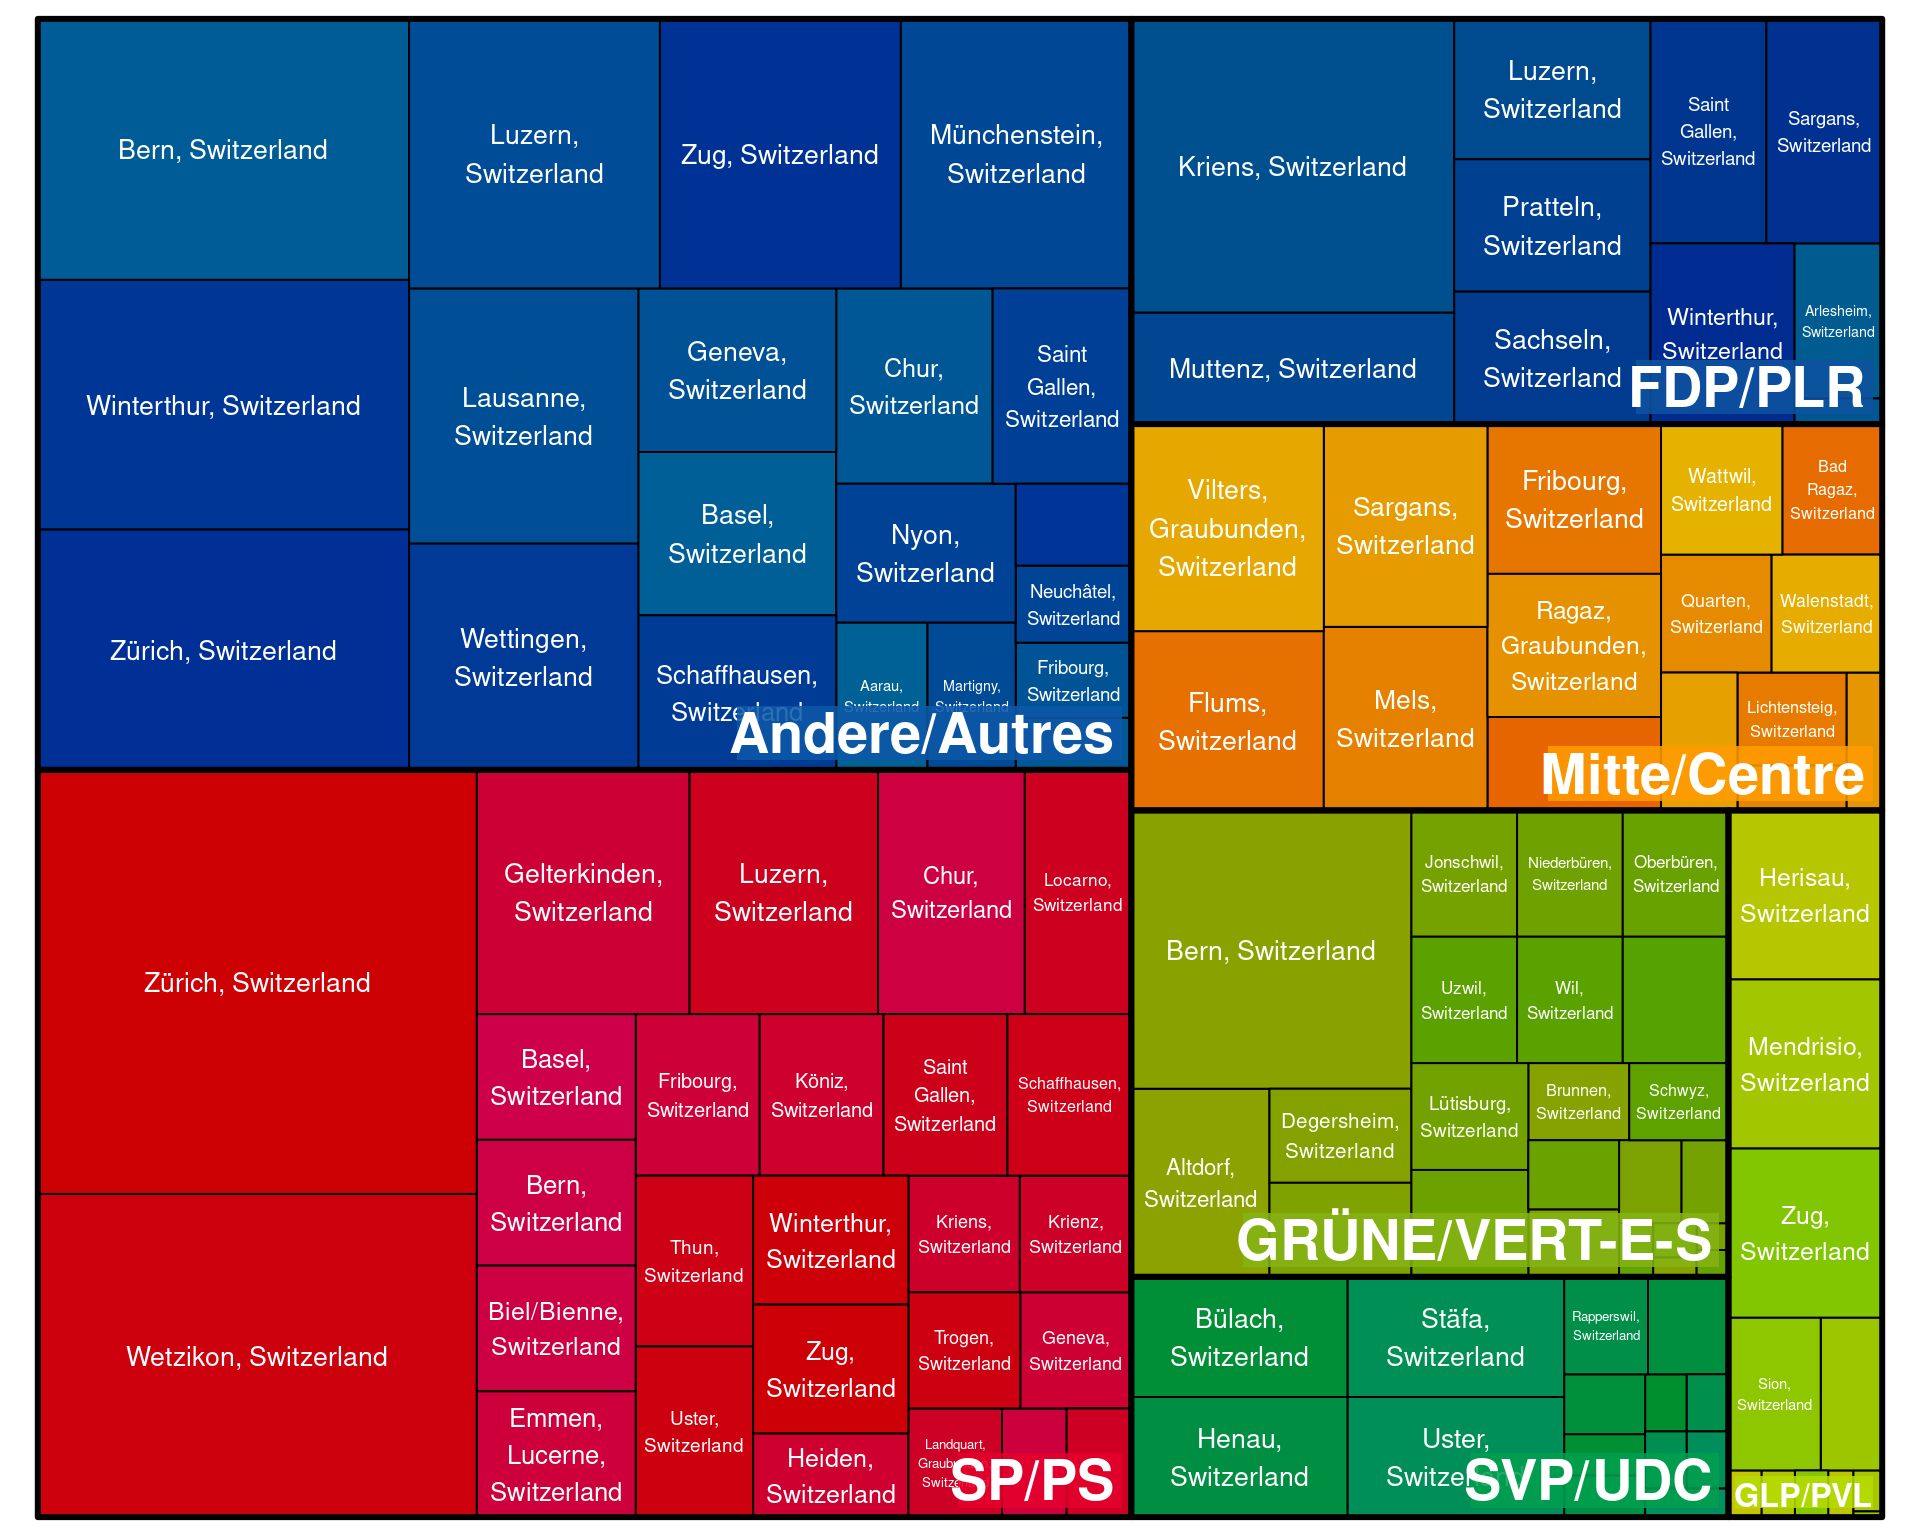 Bern, Switzerland
Luzern,
Switzerland
Zug, Switzerland
Münchenstein,
Switzerland
Winterthur, Switzerland
Zürich, Switzerland
Lausanne,
Switzerland
Wettingen,
Switzerland
Geneva,
Switzerland
Basel,
Switzerland
Schaffhausen,
Switzerland
Chur,
Switzerland
Saint
Gallen,
Switzerland
Nyon,
Switzerland
Neuchâtel,
Switzerland
Fribourg,
Switzerland
Aarau,
Switzerland
Martigny,
Switzerland
Andere/Autres
Kriens, Switzerland
Muttenz, Switzerland
Luzern,
Switzerland
Pratteln,
Switzerland
Sachseln,
Switzerland
Saint
Gallen,
Switzerland
Sargans,
Switzerland
Winterthur,
Switzerland
Arlesheim,
Switzerland
FDP/PLR
Vilters,
Graubunden,
Switzerland
Sargans,
Switzerland
Fribourg,
Switzerland
Wattwil,
Switzerland
Bad
Ragaz,
Switzerland
Flums,
Switzerland
Mels,
Switzerland
Ragaz,
Graubunden,
Switzerland
Quarten,
Switzerland
Walenstadt,
Switzerland
Lichtensteig,
Switzerland
Mitte/Centre
Zürich, Switzerland
Wetzikon, Switzerland
Gelterkinden,
Switzerland
Luzern,
Switzerland
Chur,
Switzerland
Locarno,
Switzerland
Basel,
Switzerland
Bern,
Switzerland
Biel/Bienne,
Switzerland
Emmen,
Lucerne,
Switzerland
Fribourg,
Switzerland
Köniz,
Switzerland
Saint
Gallen,
Switzerland
Schaffhausen,
Switzerland
Thun,
Switzerland
Uster,
Switzerland
Winterthur,
Switzerland
Zug,
Switzerland
Heiden,
Switzerland
Kriens,
Switzerland
Krienz,
Switzerland
Trogen,
Switzerland
Geneva,
Switzerland
Landquart,
SP/PS
Bern, Switzerland
Altdorf,
Switzerland
Degersheim,
Switzerland
Jonschwil,
Switzerland
Niederbüren,
Switzerland
Oberbüren,
Switzerland
Uzwil,
Switzerland
Wil,
Switzerland
Lütisburg,
Switzerland
Brunnen,
Switzerland
Schwyz,
Switzerland
GRÜNE/VERT-E-S
Bülach,
Switzerland
Stäfa,
Switzerland
Rapperswil,
Switzerland
Henau,
Switzerland
Uster,
Switzerland
SVP/UDC
Herisau,
Switzerland
Mendrisio,
Switzerland
Zug,
Switzerland
Sion,
Switzerland
GLP/PVL